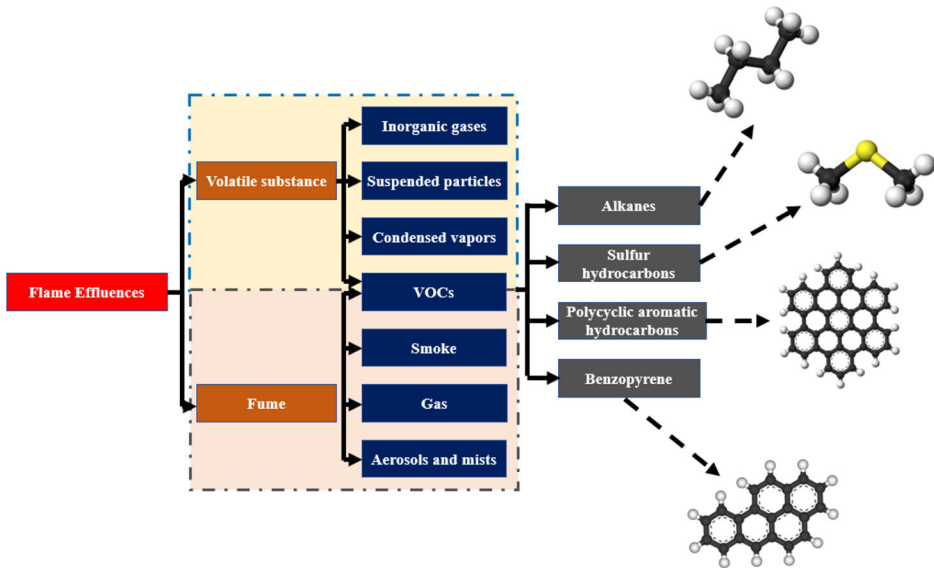 Flame Effluences
Volatile substance
Fume
Inorganic gases
Suspended particles
Condensed vapors
VOCs
Smoke
Gas
Aerosols and mists
Alkanes
Sulfur
hydrocarbons
Polycyclic aromatic
hydrocarbons
Benzopyrene